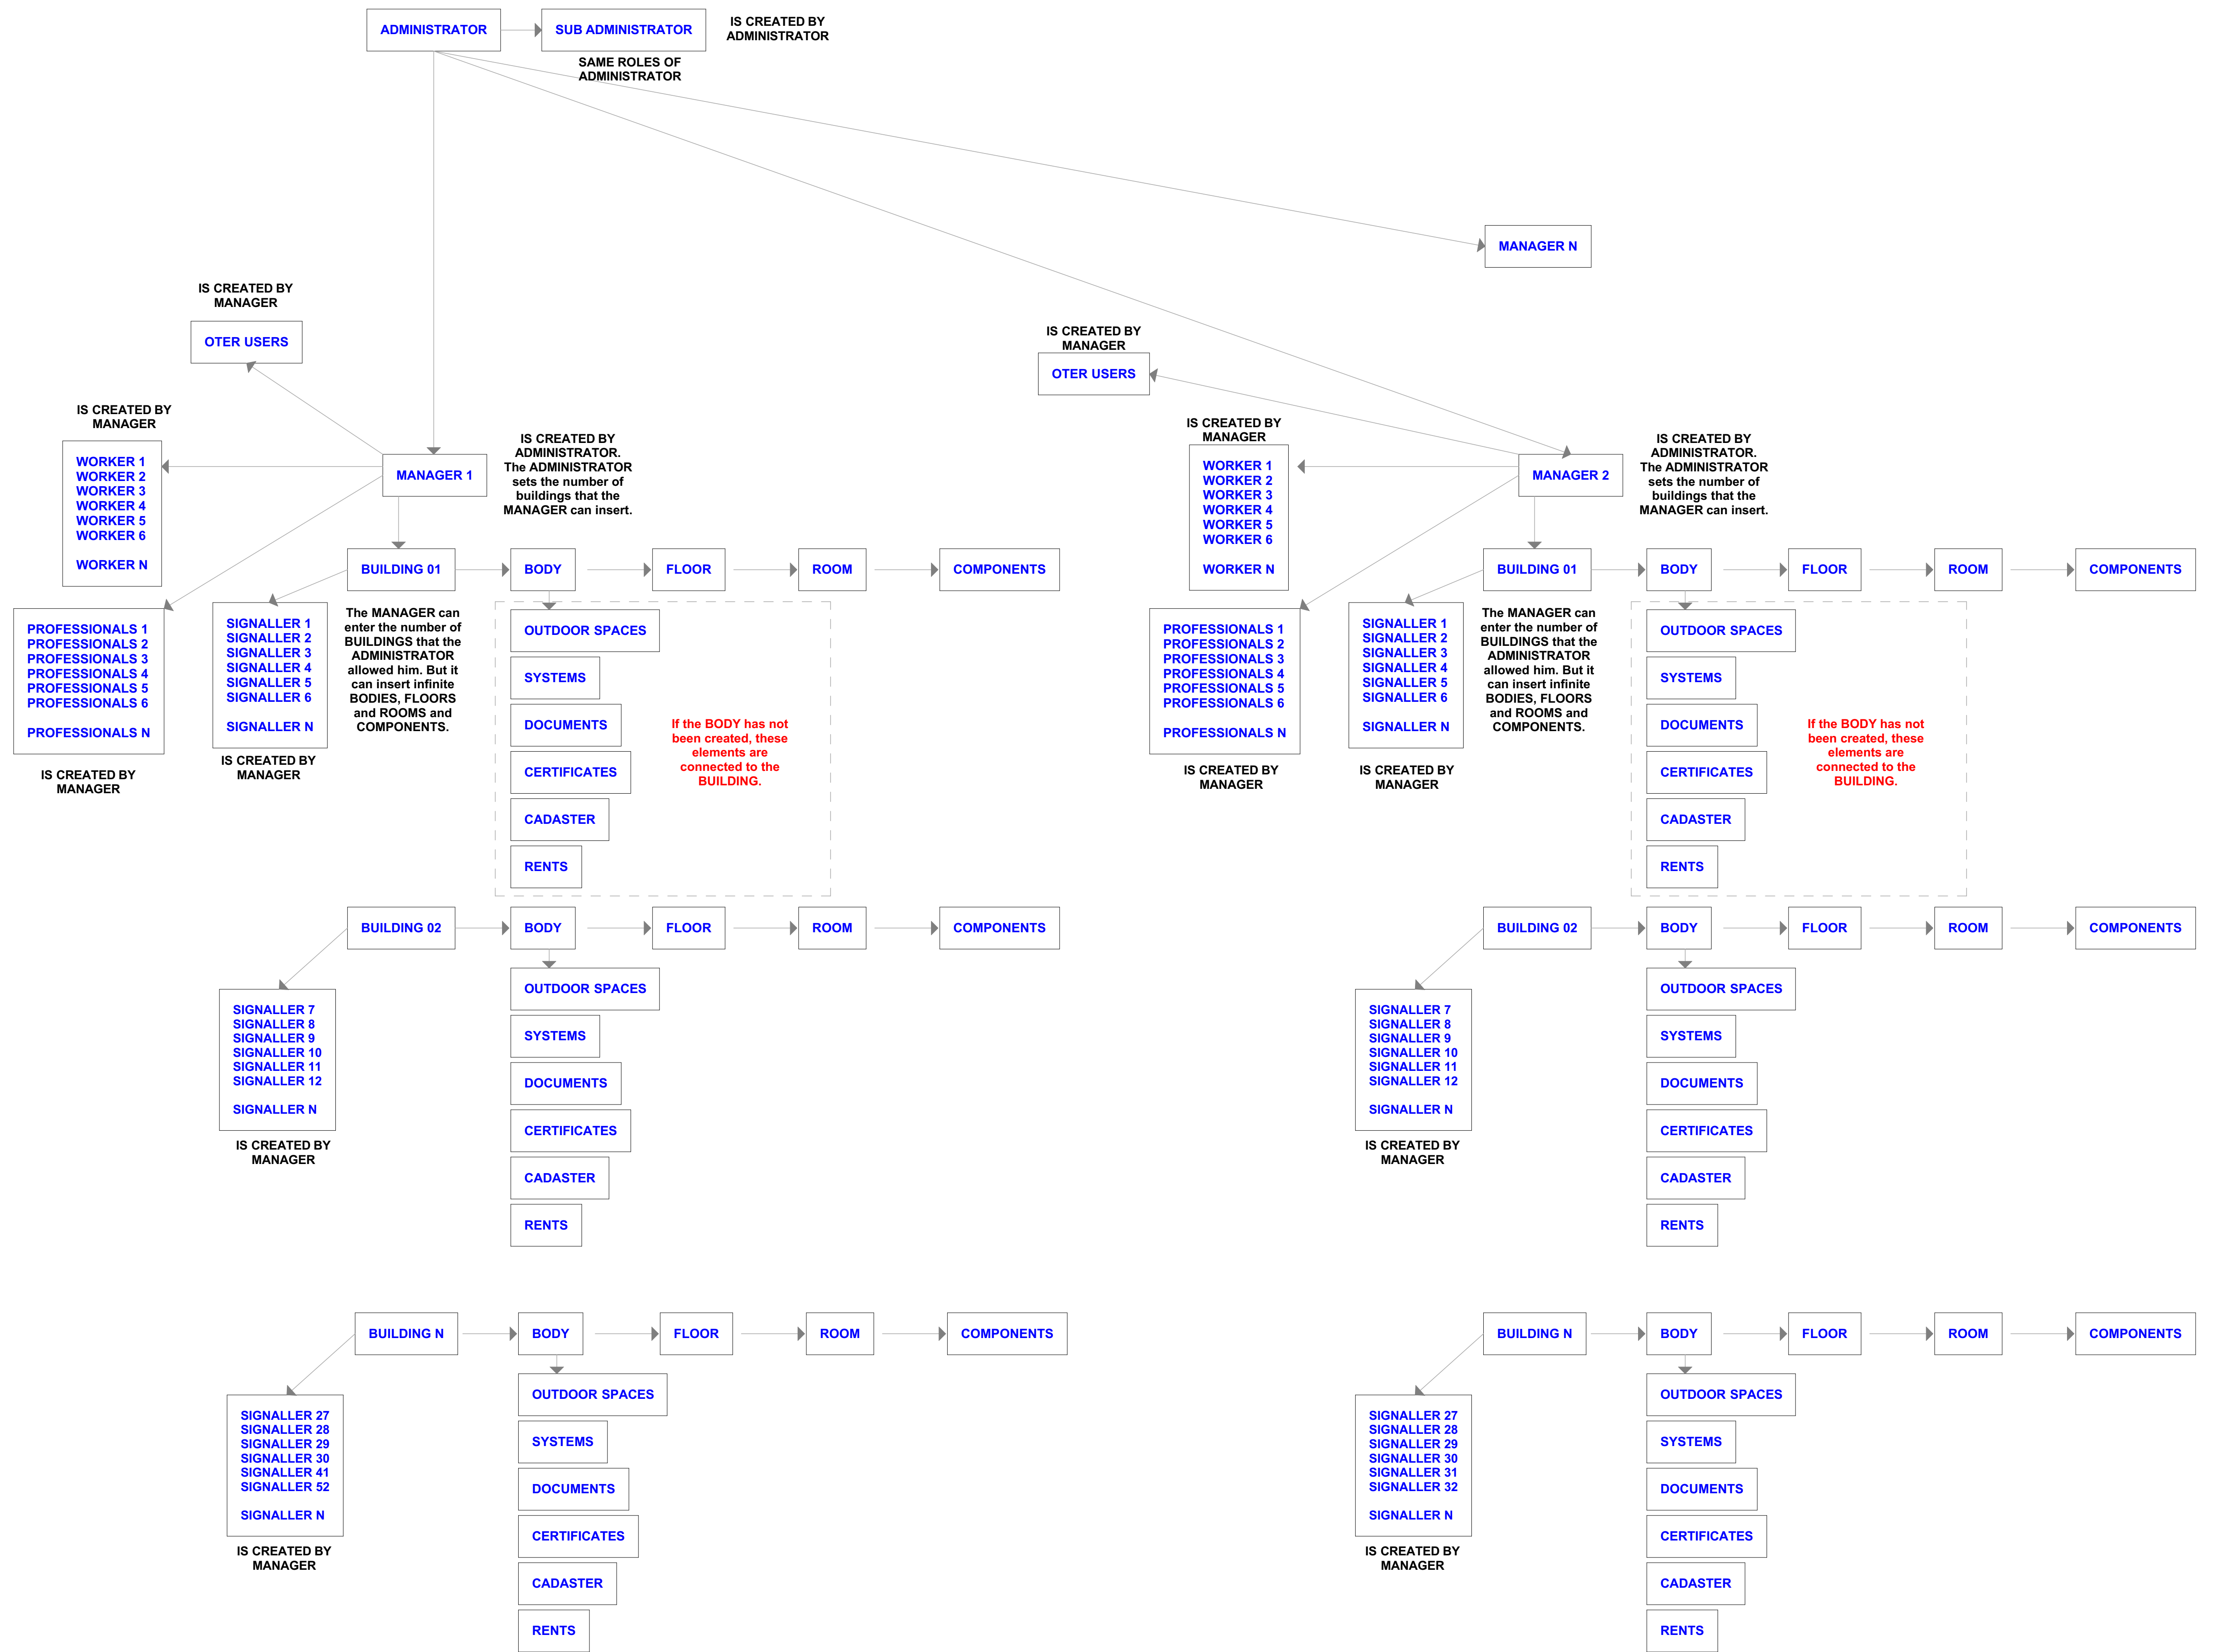 ADMINISTRATOR
SUB ADMINISTRATOR
IS CREATED BY
ADMINISTRATOR
SAME ROLES OF
ADMINISTRATOR
MANAGER N
IS CREATED BY
MANAGER
OTER USERS
IS CREATED BY
MANAGER
WORKER 1
WORKER 2
WORKER 3
WORKER 4
WORKER 5
WORKER 6
WORKER N
MANAGER 1
IS CREATED BY
ADMINISTRATOR.
The ADMINISTRATOR
sets the number of
buildings that the
MANAGER can insert.
PROFESSIONALS 1
PROFESSIONALS 2
PROFESSIONALS 3
PROFESSIONALS 4
PROFESSIONALS 5
PROFESSIONALS 6
PROFESSIONALS N
IS CREATED BY
MANAGER
SIGNALLER 1
SIGNALLER 2
SIGNALLER 3
SIGNALLER 4
SIGNALLER 5
SIGNALLER 6
SIGNALLER N
IS CREATED BY
MANAGER
BUILDING 01
BODY
FLOOR
ROOM
COMPONENTS
The MANAGER can
enter the number of
BUILDINGS that the
ADMINISTRATOR
allowed him. But it
can insert infinite
BODIES, FLOORS
and ROOMS and
COMPONENTS.
OUTDOOR SPACES
SYSTEMS
DOCUMENTS
CERTIFICATES
CADASTER
RENTS
If the BODY has not
been created, these
elements are
connected to the
BUILDING.
BUILDING 02
BODY
FLOOR
ROOM
COMPONENTS
SIGNALLER 7
SIGNALLER 8
SIGNALLER 9
SIGNALLER 10
SIGNALLER 11
SIGNALLER 12
SIGNALLER N
IS CREATED BY
MANAGER
OUTDOOR SPACES
SYSTEMS
DOCUMENTS
CERTIFICATES
CADASTER
RENTS
BUILDING N
BODY
FLOOR
ROOM
COMPONENTS
SIGNALLER 27
SIGNALLER 28
SIGNALLER 29
SIGNALLER 30
SIGNALLER 41
SIGNALLER 52
SIGNALLER N
IS CREATED BY
MANAGER
OUTDOOR SPACES
SYSTEMS
DOCUMENTS
CERTIFICATES
CADASTER
RENTS
IS CREATED BY
MANAGER
OTER USERS
IS CREATED BY
MANAGER
WORKER 1
WORKER 2
WORKER 3
WORKER 4
WORKER 5
WORKER 6
WORKER N
MANAGER 2
IS CREATED BY
ADMINISTRATOR.
The ADMINISTRATOR
sets the number of
buildings that the
MANAGER can insert.
PROFESSIONALS 1
PROFESSIONALS 2
PROFESSIONALS 3
PROFESSIONALS 4
PROFESSIONALS 5
PROFESSIONALS 6
PROFESSIONALS N
IS CREATED BY
MANAGER
SIGNALLER 1
SIGNALLER 2
SIGNALLER 3
SIGNALLER 4
SIGNALLER 5
SIGNALLER 6
SIGNALLER N
IS CREATED BY
MANAGER
BUILDING 01
BODY
FLOOR
ROOM
COMPONENTS
The MANAGER can
enter the number of
BUILDINGS that the
ADMINISTRATOR
allowed him. But it
can insert infinite
BODIES, FLOORS
and ROOMS and
COMPONENTS.
OUTDOOR SPACES
SYSTEMS
DOCUMENTS
CERTIFICATES
CADASTER
RENTS
If the BODY has not
been created, these
elements are
connected to the
BUILDING.
BUILDING 02
BODY
FLOOR
ROOM
COMPONENTS
SIGNALLER 7
SIGNALLER 8
SIGNALLER 9
SIGNALLER 10
SIGNALLER 11
SIGNALLER 12
SIGNALLER N
IS CREATED BY
MANAGER
OUTDOOR SPACES
SYSTEMS
DOCUMENTS
CERTIFICATES
CADASTER
RENTS
BUILDING N
BODY
FLOOR
ROOM
COMPONENTS
SIGNALLER 27
SIGNALLER 28
SIGNALLER 29
SIGNALLER 30
SIGNALLER 31
SIGNALLER 32
SIGNALLER N
IS CREATED BY
MANAGER
OUTDOOR SPACES
SYSTEMS
DOCUMENTS
CERTIFICATES
CADASTER
RENTS